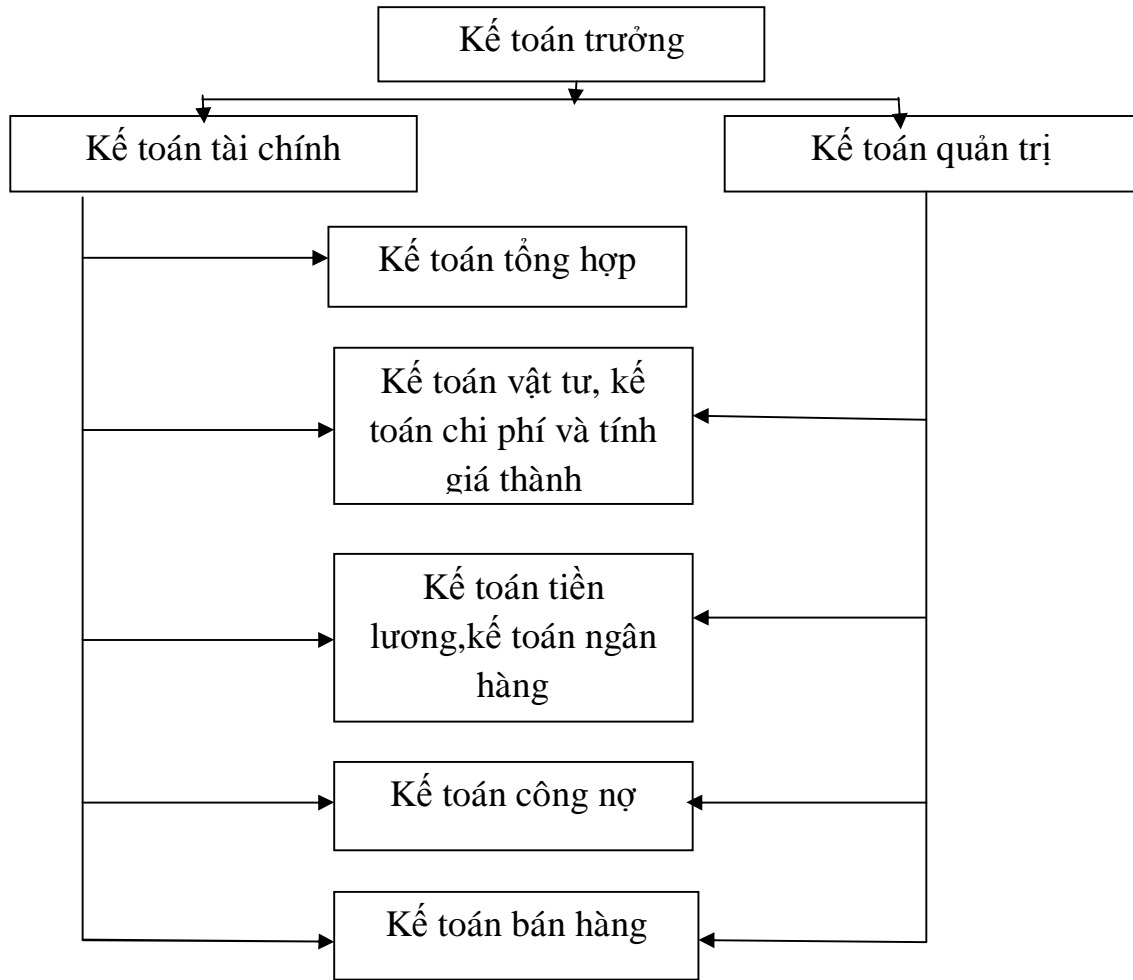 Kế toán trưởng
Kế toán tài chính
Kế toán quản trị
Kế toán tổng hợp
Kế toán vật tư, kế
toán chi phí và tính
giá thành
Kế toán tiền
lương,kế toán ngân
hàng
Kế toán công nợ
Kế toán bán hàng